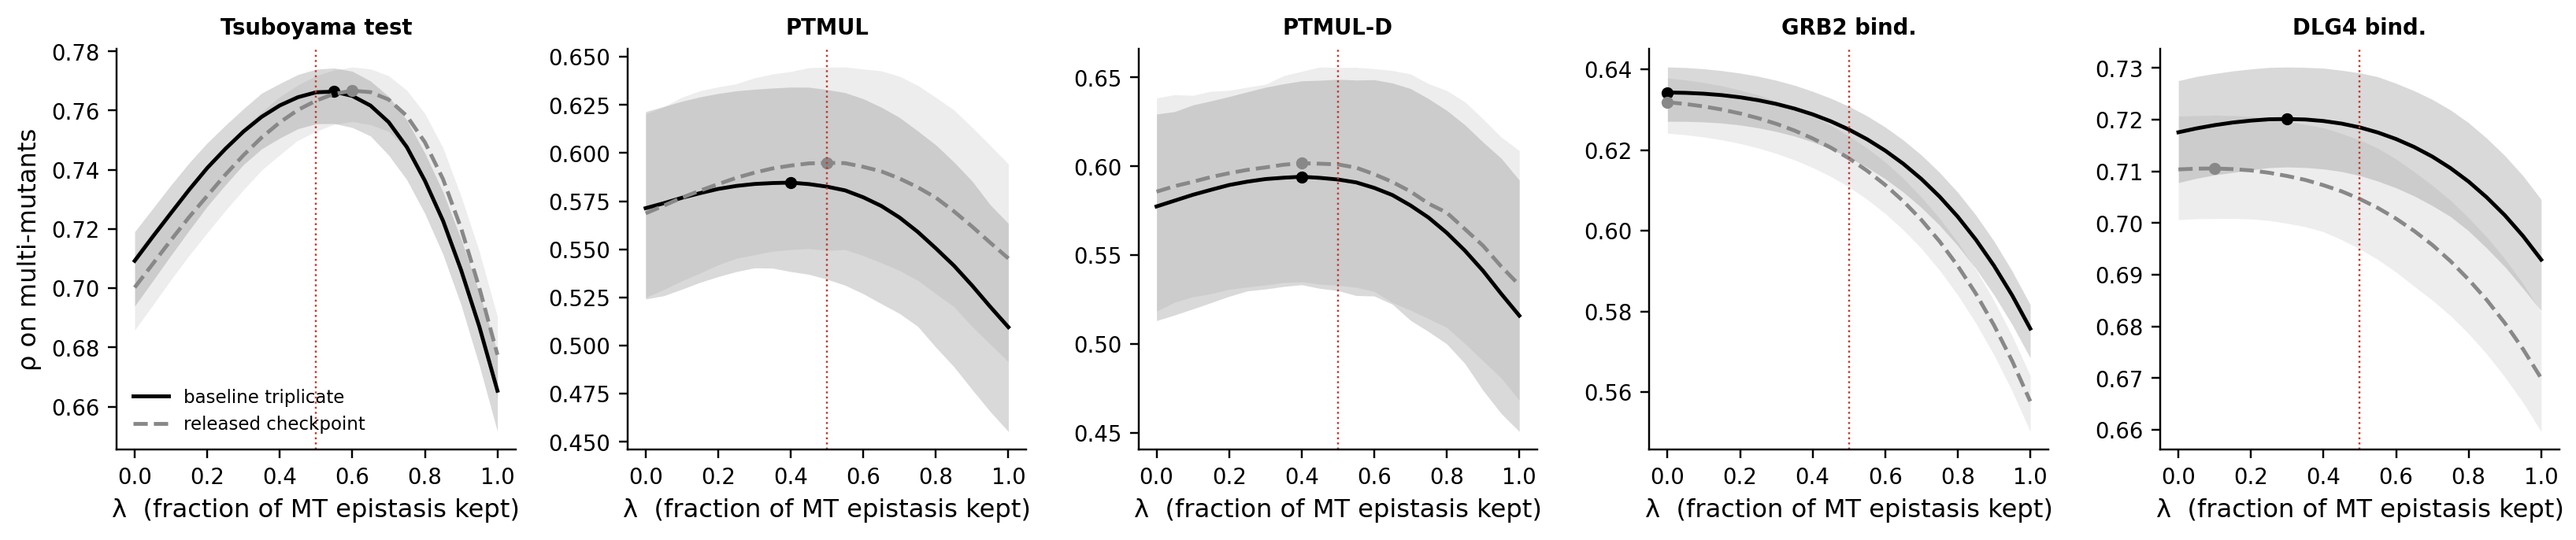 Tsuboyama test
PTMUL
PTMUL-D
GRB2 bind.
DLG4 bind.
ρ on multi-mutants
0.78
0.76
0.74
0.72
0.70
0.68
0.66
baseline triplicate
released checkpoint
0.0 0.2 0.4 0.6 0.8 1.0
λ (fraction of MT epistasis kept)
0.650
0.625
0.600
0.575
0.550
0.525
0.500
0.475
0.450
0.0 0.2 0.4 0.6 0.8 1.0
λ (fraction of MT epistasis kept)
0.65
0.60
0.55
0.50
0.45
0.0 0.2 0.4 0.6 0.8 1.0
λ (fraction of MT epistasis kept)
0.64
0.62
0.60
0.58
0.56
0.0 0.2 0.4 0.6 0.8 1.0
λ (fraction of MT epistasis kept)
0.73
0.72
0.71
0.70
0.69
0.68
0.67
0.66
0.0 0.2 0.4 0.6 0.8 1.0
λ (fraction of MT epistasis kept)